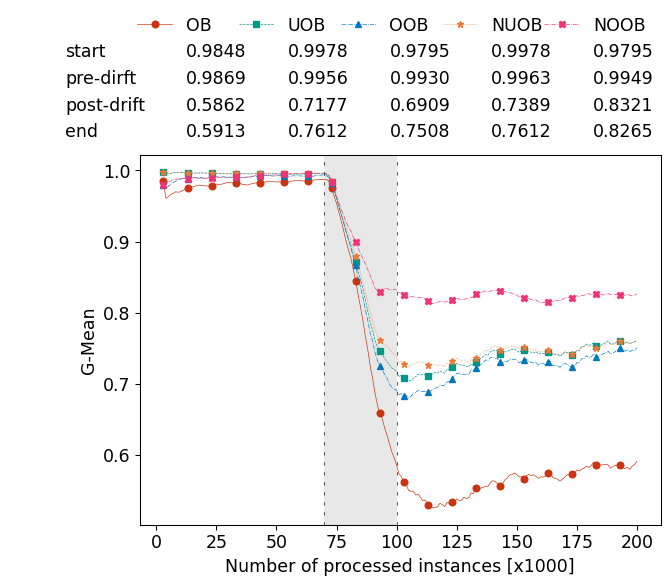 OB UOB OOB NUOB NOOB
start 0.9848 0.9978 0.9795 0.9978 0.9795
pre-dirft 0.9869 0.9956 0.9930 0.9963 0.9949
post-drift 0.5862 0.7177 0.6909 0.7389 0.8321
end 0.5913 0.7612 0.7508 0.7612 0.8265
1.0
0.9
0.8
0.7
0.6
G-Mean
0 25 50 75 100 125 150 175 200
Number of processed instances [x1000]